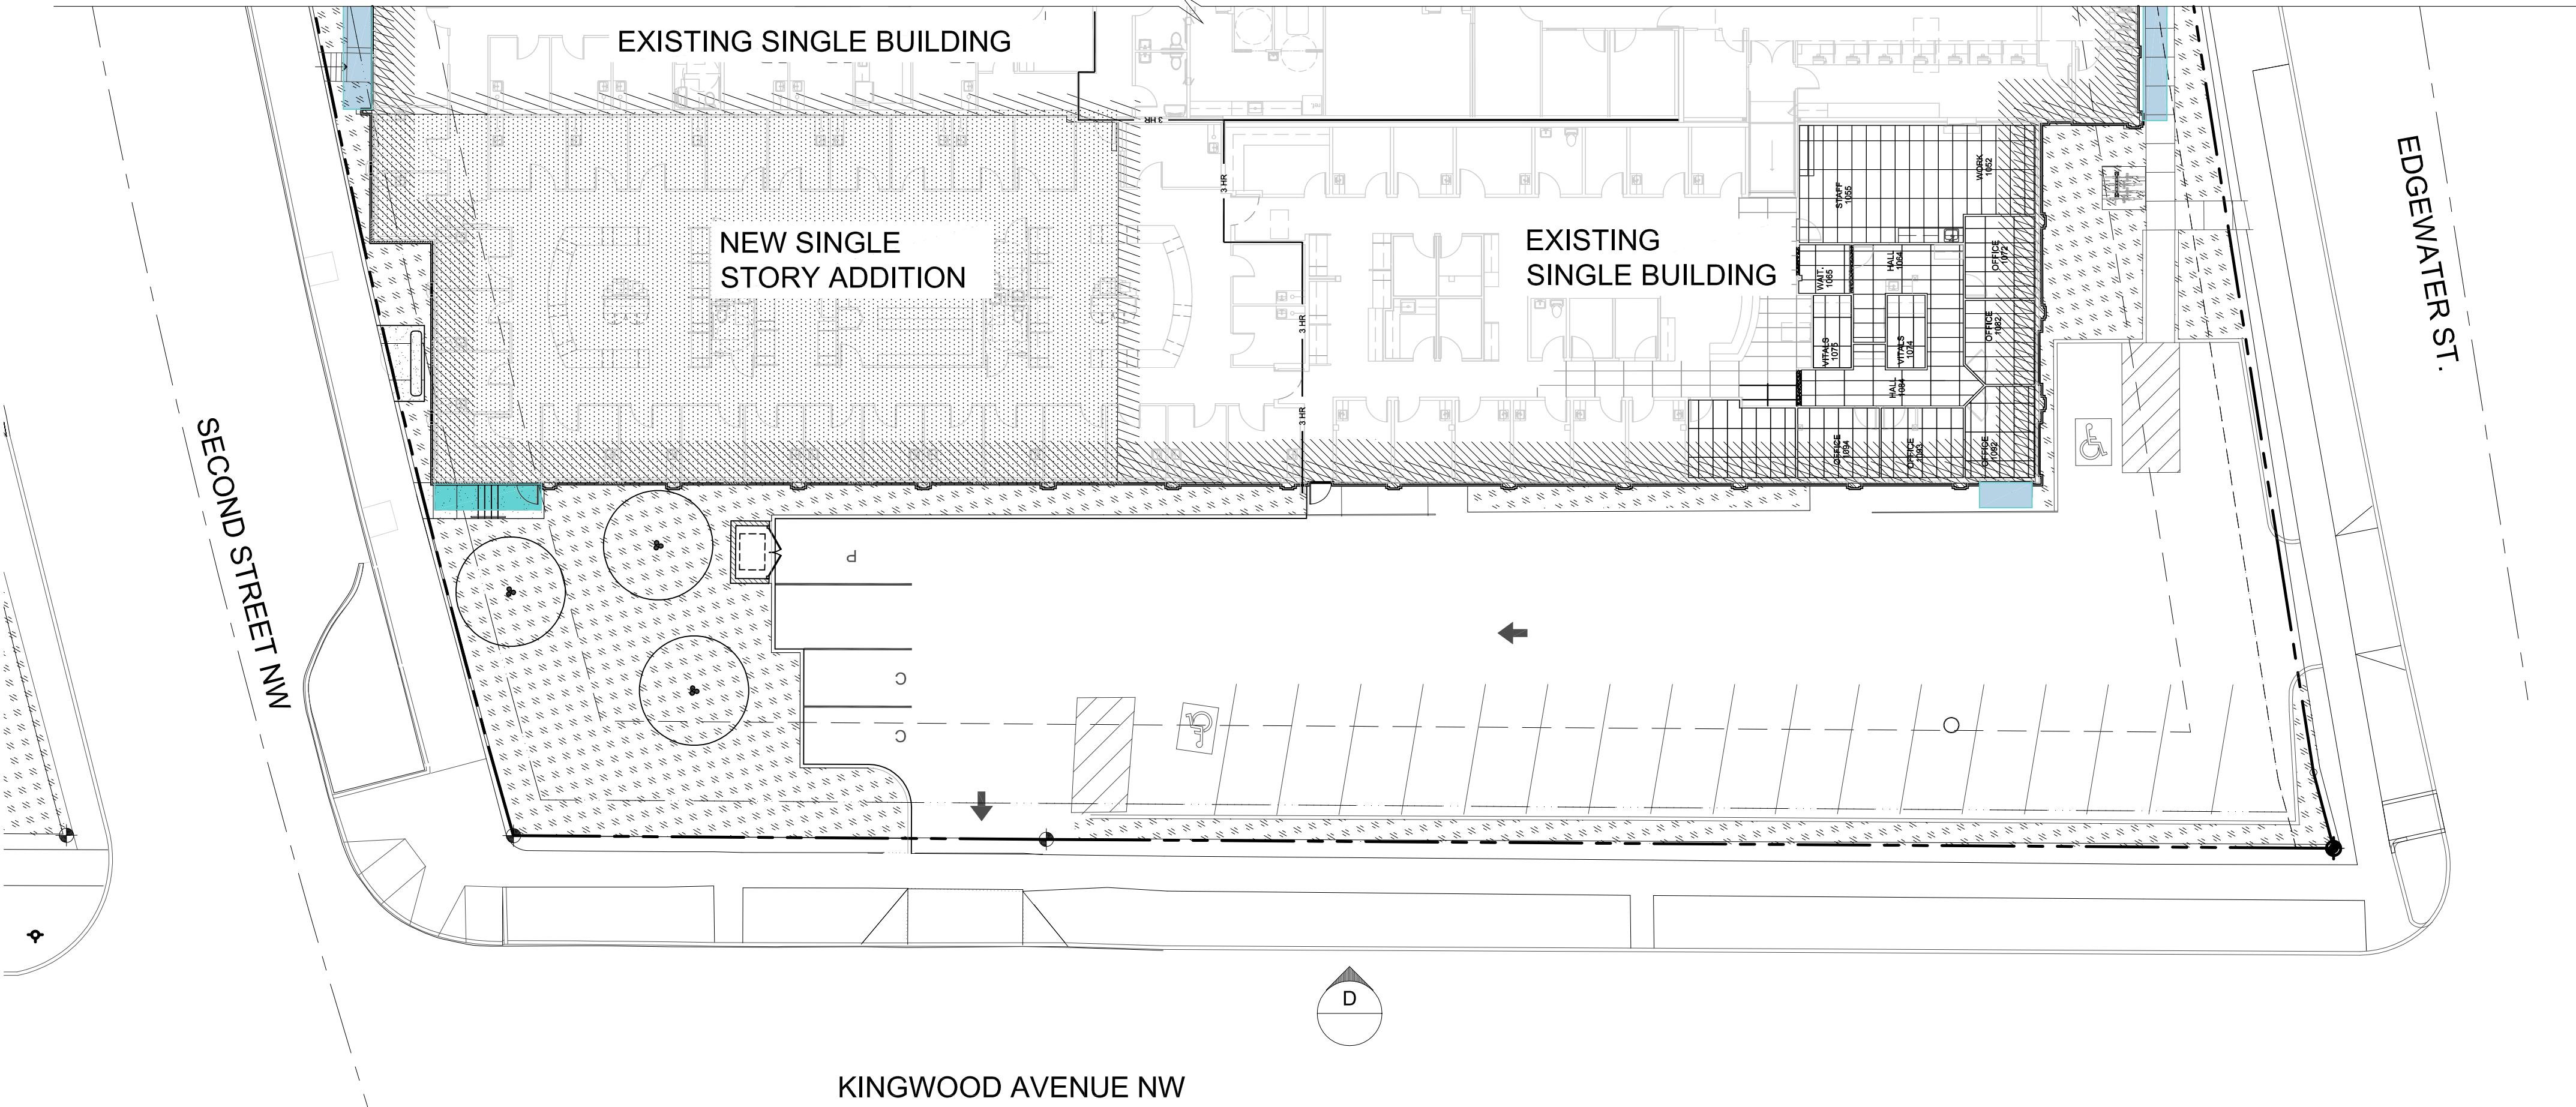 EXISTING SINGLE BUILDING
3 HR
3 HR
NEW SINGLE
STORY ADDITION
EXISTING
SINGLE BUILDING
STAFF
1055
WORK
1052
WAIT.
1065
HALL
1064
OFFICE
1072
OFFICE
1082
VITALS
1075
VITALS
1074
HALL
1084
3 HR
3 HR
OFFICE
1094
OFFICE
1093
OFFICE
1092
EDGEWATER ST.
SECOND STREET NW
P
C
C
D
KINGWOOD AVENUE NW